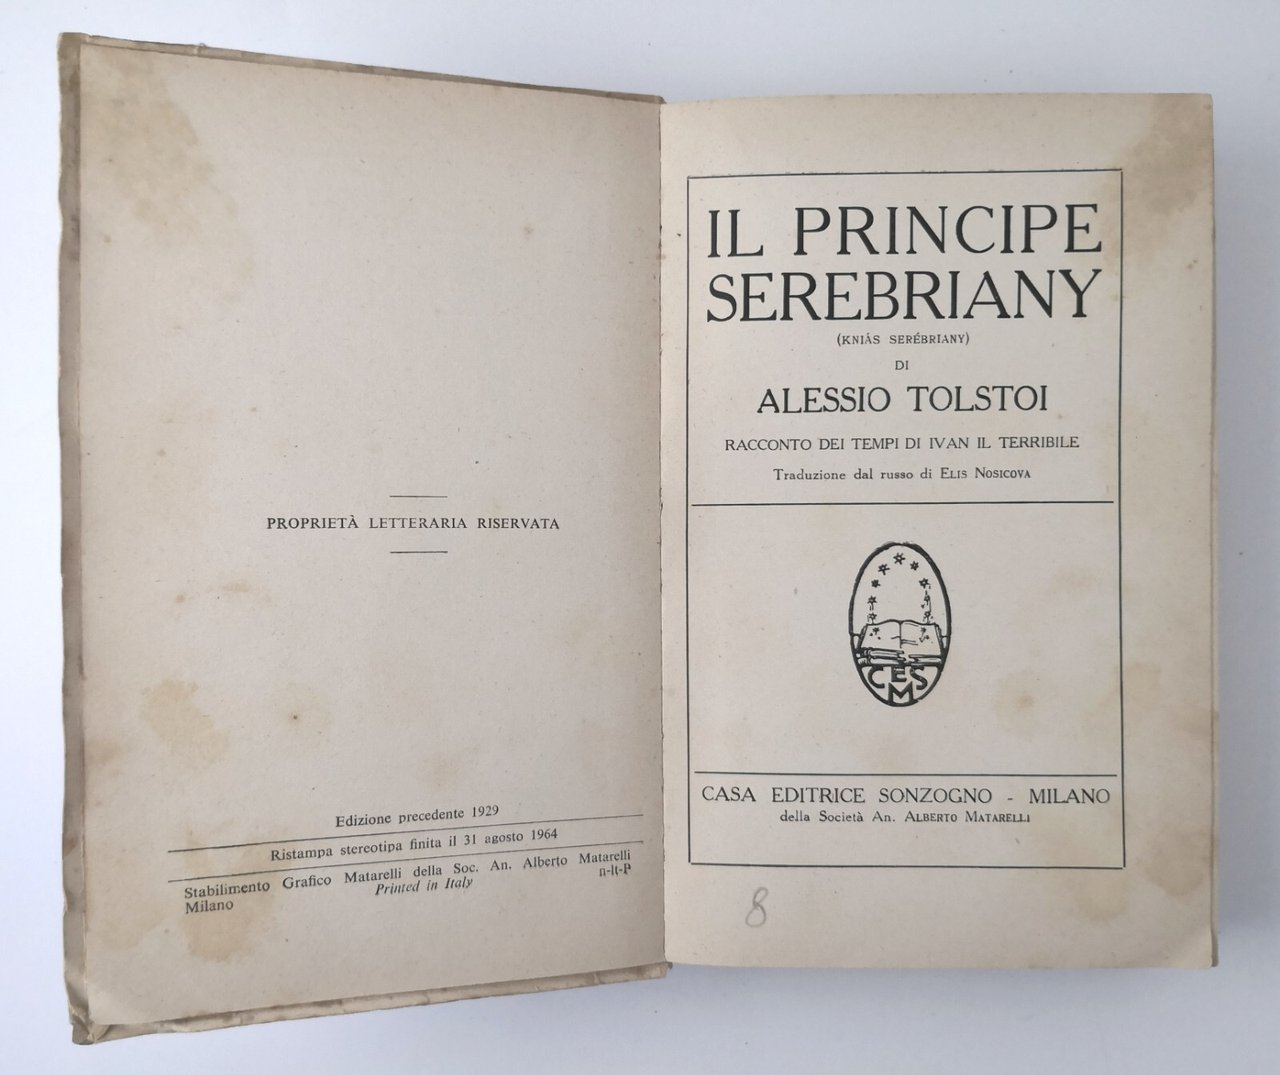 PROPRIETÀ LETTERARIA RISERVATA
Edizione precedente 1929
Ristampa stereotipa finita il 31 agosto 1964
Stabilimento Grafico Matarelli della Soc. An. Alberto Matarelli
Milano Printed in Italy n-lt-P
IL PRINCIPE
SEREBRIANY
(KNIÁS SERÉBRIANY)
DI
ALESSIO TOLSTOI
RACCONTO DEI TEMPI DI IVAN IL TERRIBILE
Traduzione dal russo di ELIS NOSICOVA
CES
M
CASA EDITRICE SONZOGNO - MILANO
della Società AN. ALBERTO MATARELLI
8